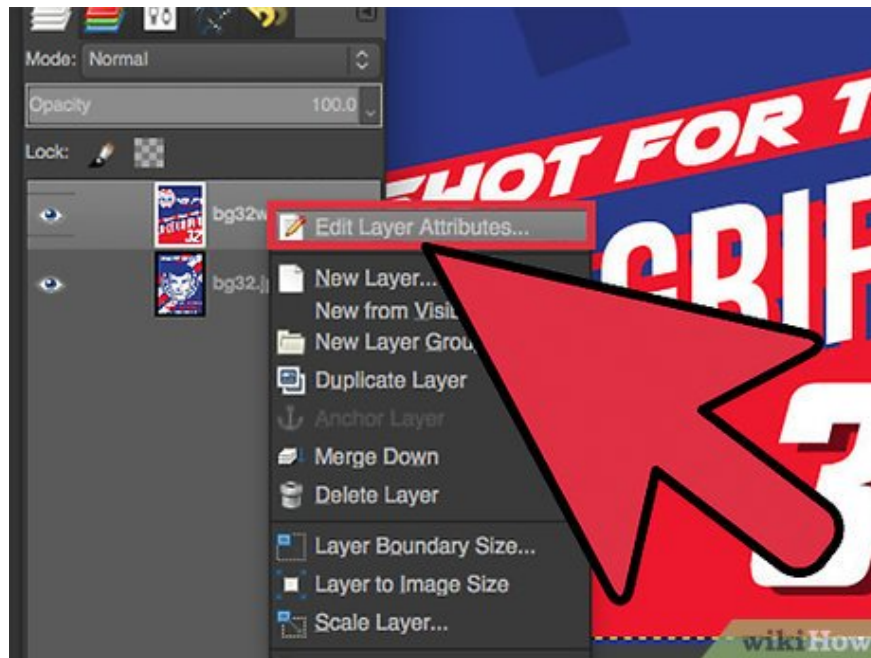 Mode: Normal
Opacity 100.0
Lock:
HOT FOR T
bg32w
Edit Layer Attributes...
GRIF
bg32.j
New Layer...
New from Visib
New Layer Grou
Duplicate Layer
Anchor Layer
Merge Down
3
Delete Layer
Layer Boundary Size...
Layer to Image Size
Scale Layer...
wikiHow